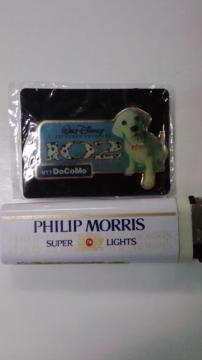 WALT DISNEY
102
NTT DoCoMo
PHILIP MORRIS
SUPER LIGHTS